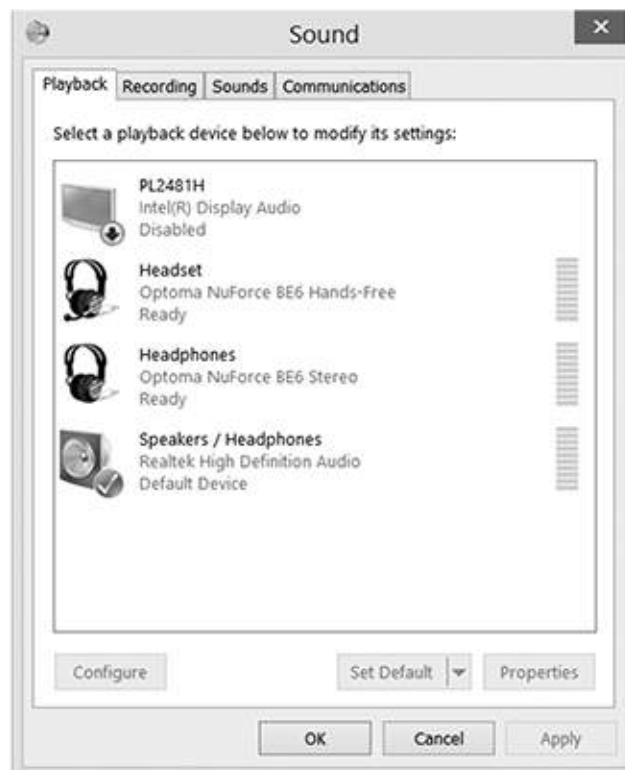 Sound
Playback Recording Sounds Communications
Select a playback device below to modify its settings:
PL2481H
Intel(R) Display Audio
Disabled
Headset
Optoma NuForce BE6 Hands-Free
Ready
Headphones
Optoma NuForce BE6 Stereo
Ready
Speakers / Headphones
Realtek High Definition Audio
Default Device
Configure Set Default Properties
OK Cancel Apply